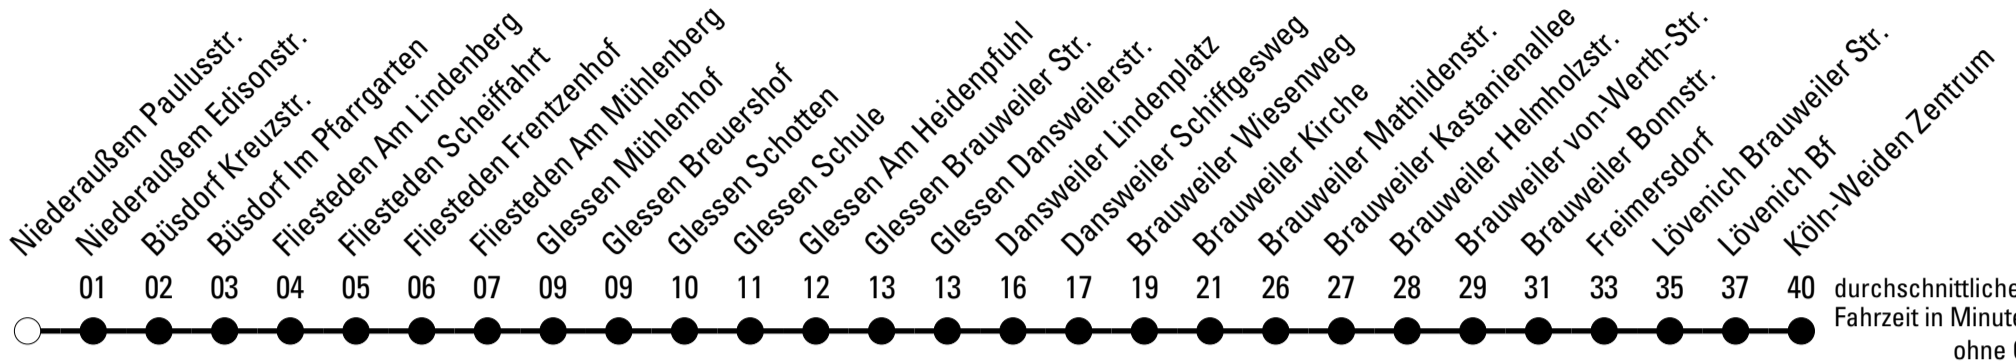 Niederaußem Paulusstr.
Niederaußem Edisonstr.
Büsdorf Kreuzstr.
Büsdorf Im Pfarrgarten
Fliesteden Am Lindenberg
Fliesteden Scheiffahrt
Fliesteden Frentzenhof
Fliesteden Am Mühlenberg
Glessen Mühlenhof
Glessen Breuershof
Glessen Schotten
Glessen Schule
Glessen Am Heidenpfuhl
Glessen Brauweiler Str.
Glessen Dansweilerstr.
Dansweiler Lindenplatz
Dansweiler Schiffgesweg
Brauweiler Wiesenweg
Brauweiler Kirche
Brauweiler Mathildenstr.
Brauweiler Kastanienallee
Brauweiler Helmholzstr.
Brauweiler von-Werth-Str.
Brauweiler Bonnstr.
Freimersdorf
Lövenich Brauweiler Str.
Lövenich Bf
Köln-Weiden Zentrum
01 02 03 04 05 06 07 09 09 10 11 12 13 13 16 17 19 21 26 27 28 29 31 33 35 37 40
durchschnittliche
Fahrzeit in Minute
ohne